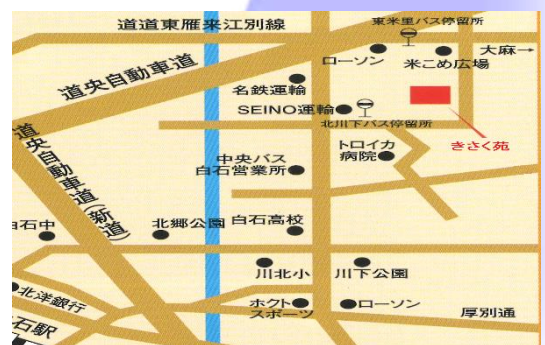 道道東雁来江別線
東米里バス停留所
ローソン
米こめ広場
大麻→
道央自動車道
名鉄運輸
SEINO運輸
北川下バス停留所
きさく苑
道央自動車道(新道)
トロイカ
病院
中央バス
白石営業所
白石中
北郷公園
白石高校
川北小
川下公園
北洋銀行
ホクト
スポーツ
ローソン
厚別通
白石駅